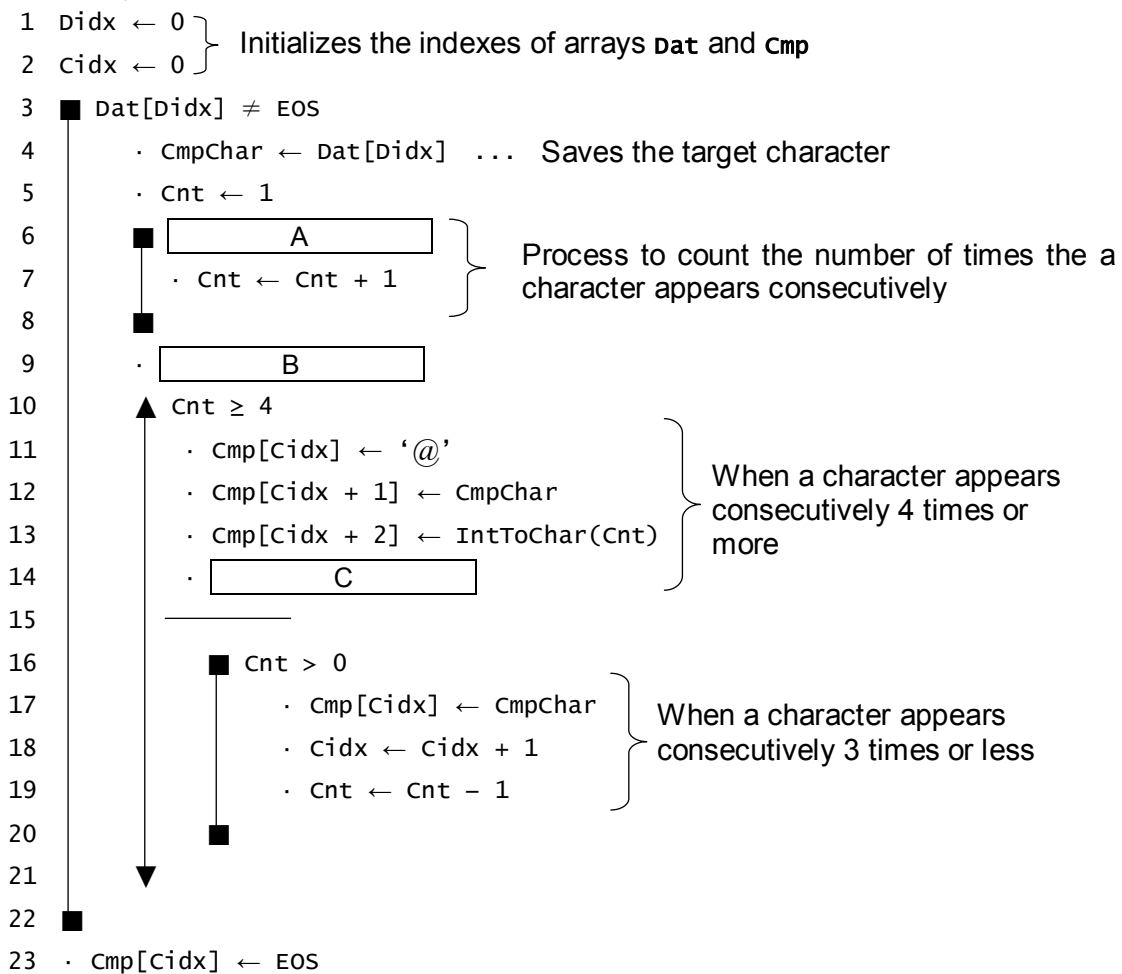 1 Didx ← 0
Initializes the indexes of arrays Dat and Cmp
2 Cidx ← 0
3 ■ Dat[Didx] ≠ EOS
4 · CmpChar ← Dat[Didx] ... Saves the target character
5 · Cnt ← 1
6 ■ A
Process to count the number of times the a
7 · Cnt ← Cnt + 1
character appears consecutively
8 ■
9 · B
10 ▲ Cnt ≥ 4
11 · Cmp[Cidx] ← ‘@’
When a character appears
12 · Cmp[Cidx + 1] ← CmpChar
consecutively 4 times or
13 · Cmp[Cidx + 2] ← IntToChar(Cnt)
more
14 · C
15
16 ■ Cnt > 0
17 · Cmp[Cidx] ← CmpChar
When a character appears
18 · Cidx ← Cidx + 1
consecutively 3 times or less
19 · Cnt ← Cnt – 1
20 ■
21 ▼
22 ■
23 · Cmp[Cidx] ← EOS